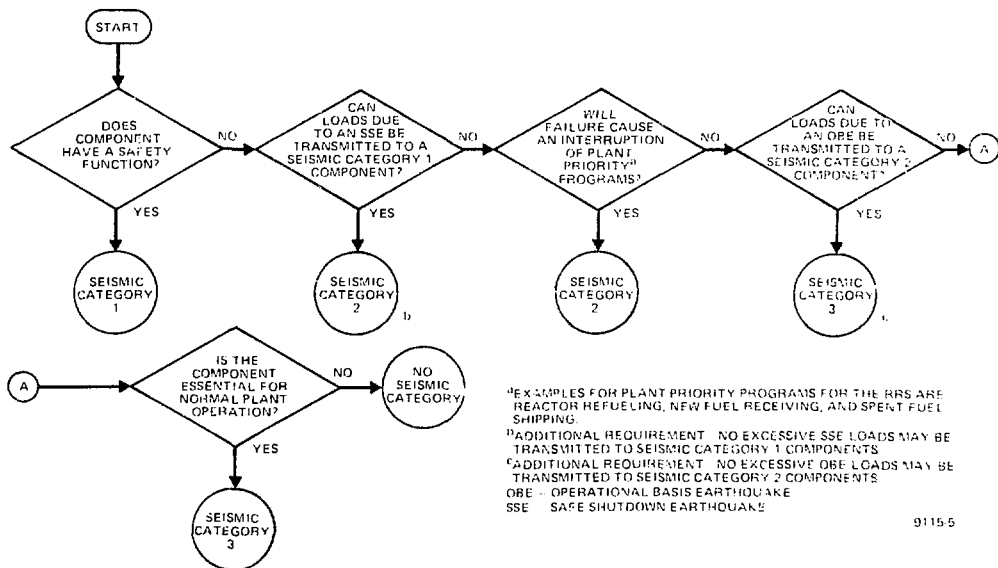 START
DOES
COMPONENT
HAVE A SAFETY
FUNCTION?
NO
YES
SEISMIC
CATEGORY
1
CAN
LOADS DUE
TO AN SSE BE
TRANSMITTED TO A
SEISMIC CATEGORY 1
COMPONENT?
NO
YES
SEISMIC
CATEGORY
2
b
WILL
FAILURE CAUSE
AN INTERRUPTION
OF PLANT
PRIORITYa
PROGRAMS?
NO
YES
SEISMIC
CATEGORY
2
CAN
LOADS DUE TO
AN OBE BE
TRANSMITTED TO A
SEISMIC CATEGORY 2
COMPONENT?
NO
A
YES
SEISMIC
CATEGORY
3
c
A
IS THE
COMPONENT
ESSENTIAL FOR
NORMAL PLANT
OPERATION?
NO
NO
SEISMIC
CATEGORY
YES
SEISMIC
CATEGORY
3
aEXAMPLES FOR PLANT PRIORITY PROGRAMS FOR THE RRS ARE
REACTOR REFUELING, NEW FUEL RECEIVING, AND SPENT FUEL
SHIPPING.
bADDITIONAL REQUIREMENT NO EXCESSIVE SSE LOADS MAY BE
TRANSMITTED TO SEISMIC CATEGORY 1 COMPONENTS
cADDITIONAL REQUIREMENT NO EXCESSIVE OBE LOADS MAY BE
TRANSMITTED TO SEISMIC CATEGORY 2 COMPONENTS
OBE – OPERATIONAL BASIS EARTHQUAKE
SSE SAFE SHUTDOWN EARTHQUAKE
9115-5